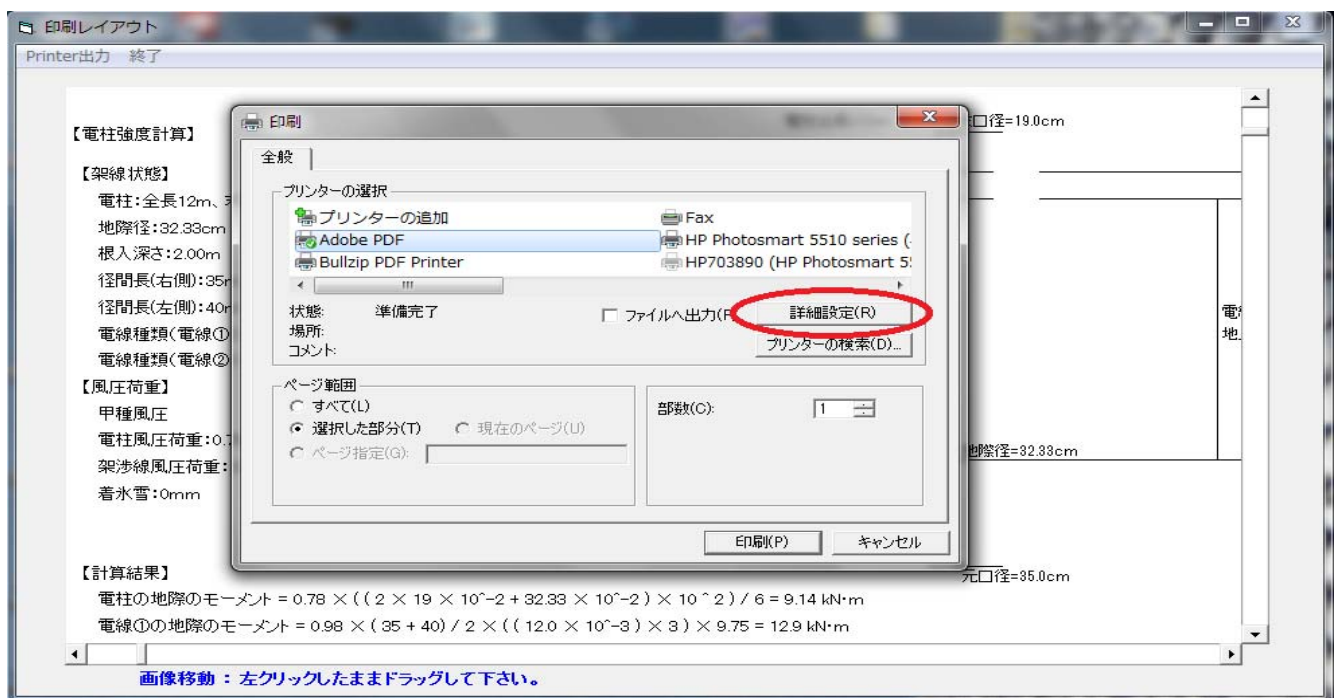 印刷レイアウト
Printer出力 終了
【電柱強度計算】
【架線状態】
電柱:全長12m、
地際径:32.33cm
根入深さ:2.00m
径間長(右側):35
径間長(左側):40
電線種類(電線①
電線種類(電線②
【風圧荷重】
甲種風圧
電柱風圧荷重:0.
架渉線風圧荷重:
着氷雪:0mm
【計算結果】
電柱の地際のモーメント = 0.78 × ( ( 2 × 19 × 10^-2 + 32.33 × 10^-2 ) × 10 ^ 2 ) / 6 = 9.14 kN・m
電線①の地際のモーメント = 0.98 × ( 35 + 40) / 2 × ( ( 12.0 × 10^-3 ) × 3 ) × 9.75 = 12.9 kN・m
画像移動 : 左クリックしたままドラッグして下さい。
口径=19.0cm
地際径=32.33cm
元口径=35.0cm
電
地
印刷
全般
プリンターの選択
プリンターの追加
Adobe PDF
Bullzip PDF Printer
Fax
HP Photosmart 5510 series (
HP703890 (HP Photosmart 5
状態: 準備完了
場所:
コメント:
ファイルへ出力(F
詳細設定(R)
プリンターの検索(D)...
ページ範囲
すべて(L)
選択した部分(T) 現在のページ(U)
ページ指定(G):
部数(C): 1
印刷(P) キャンセル